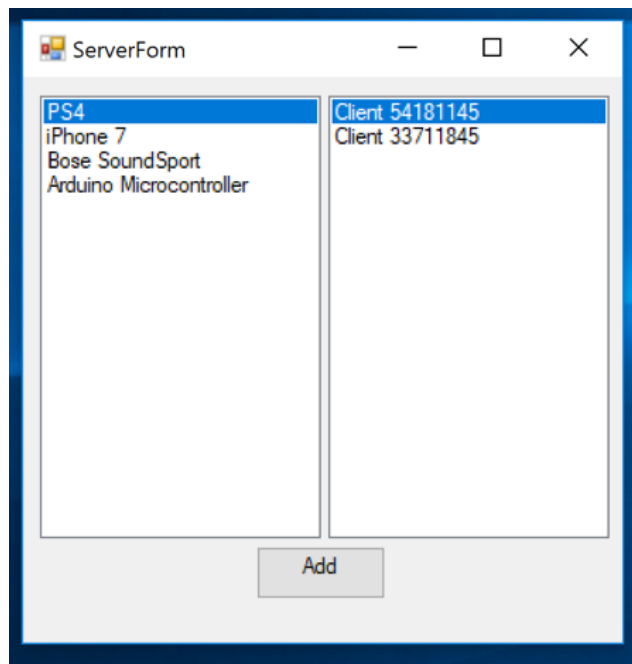 ServerForm
PS4
iPhone 7
Bose SoundSport
Arduino Microcontroller
Client 54181145
Client 33711845
Add